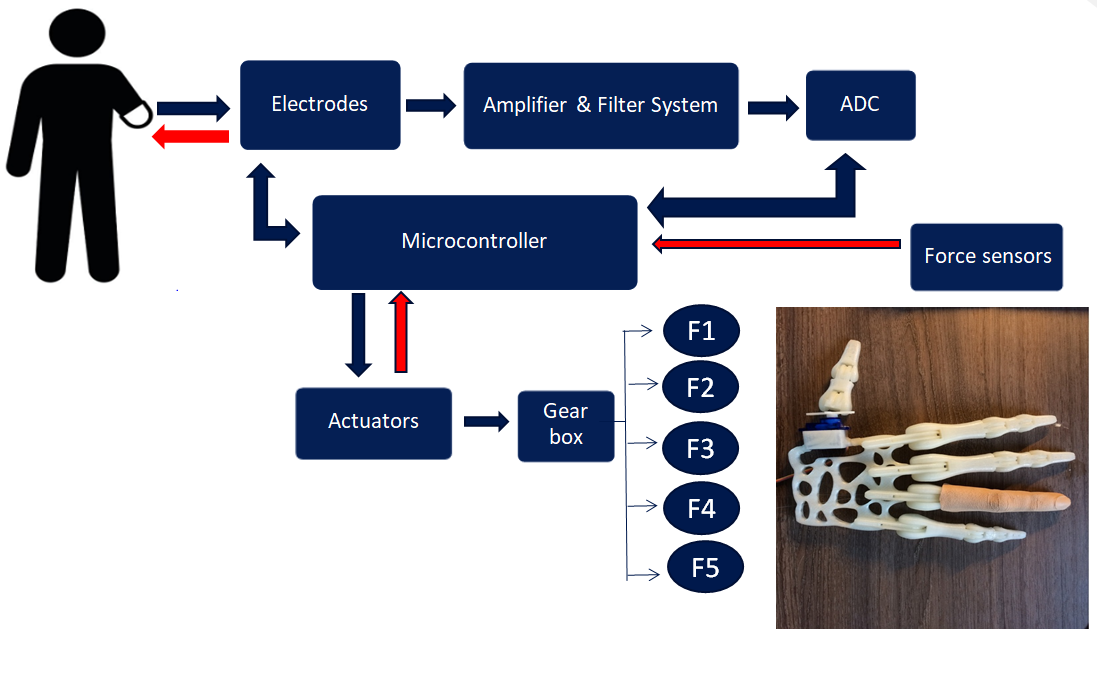 Electrodes
Amplifier & Filter System
ADC
Microcontroller
Force sensors
Actuators
Gear
box
F1
F2
F3
F4
F5